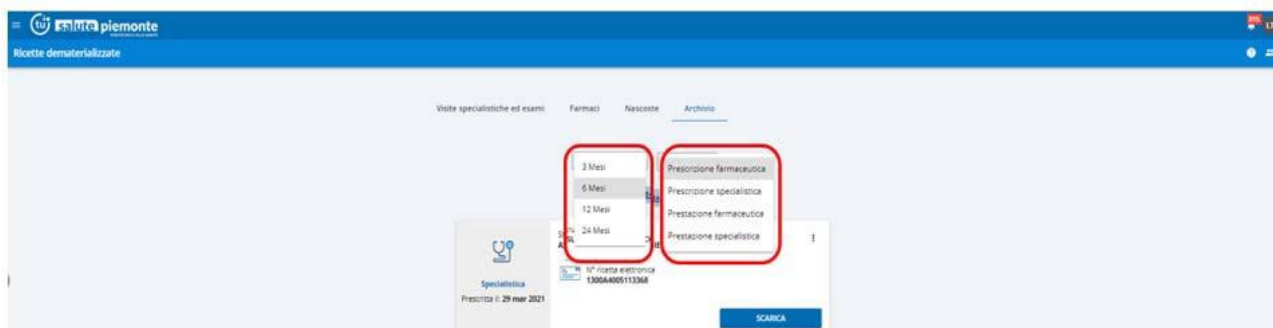 tu salute piemonte
Ricette dematerializzate
Visite specialistiche ed esami Farmaci Nascoste Archivio
3 Mesi
6 Mesi
12 Mesi
24 Mesi
Prescrizione farmaceutica
Prescrizione specialistica
Prestazione farmaceutica
Prestazione specialistica
Specialistica
Prescritta il: 29 mar 2021
N° ricetta elettronica
1300A4005113368
SCARICA